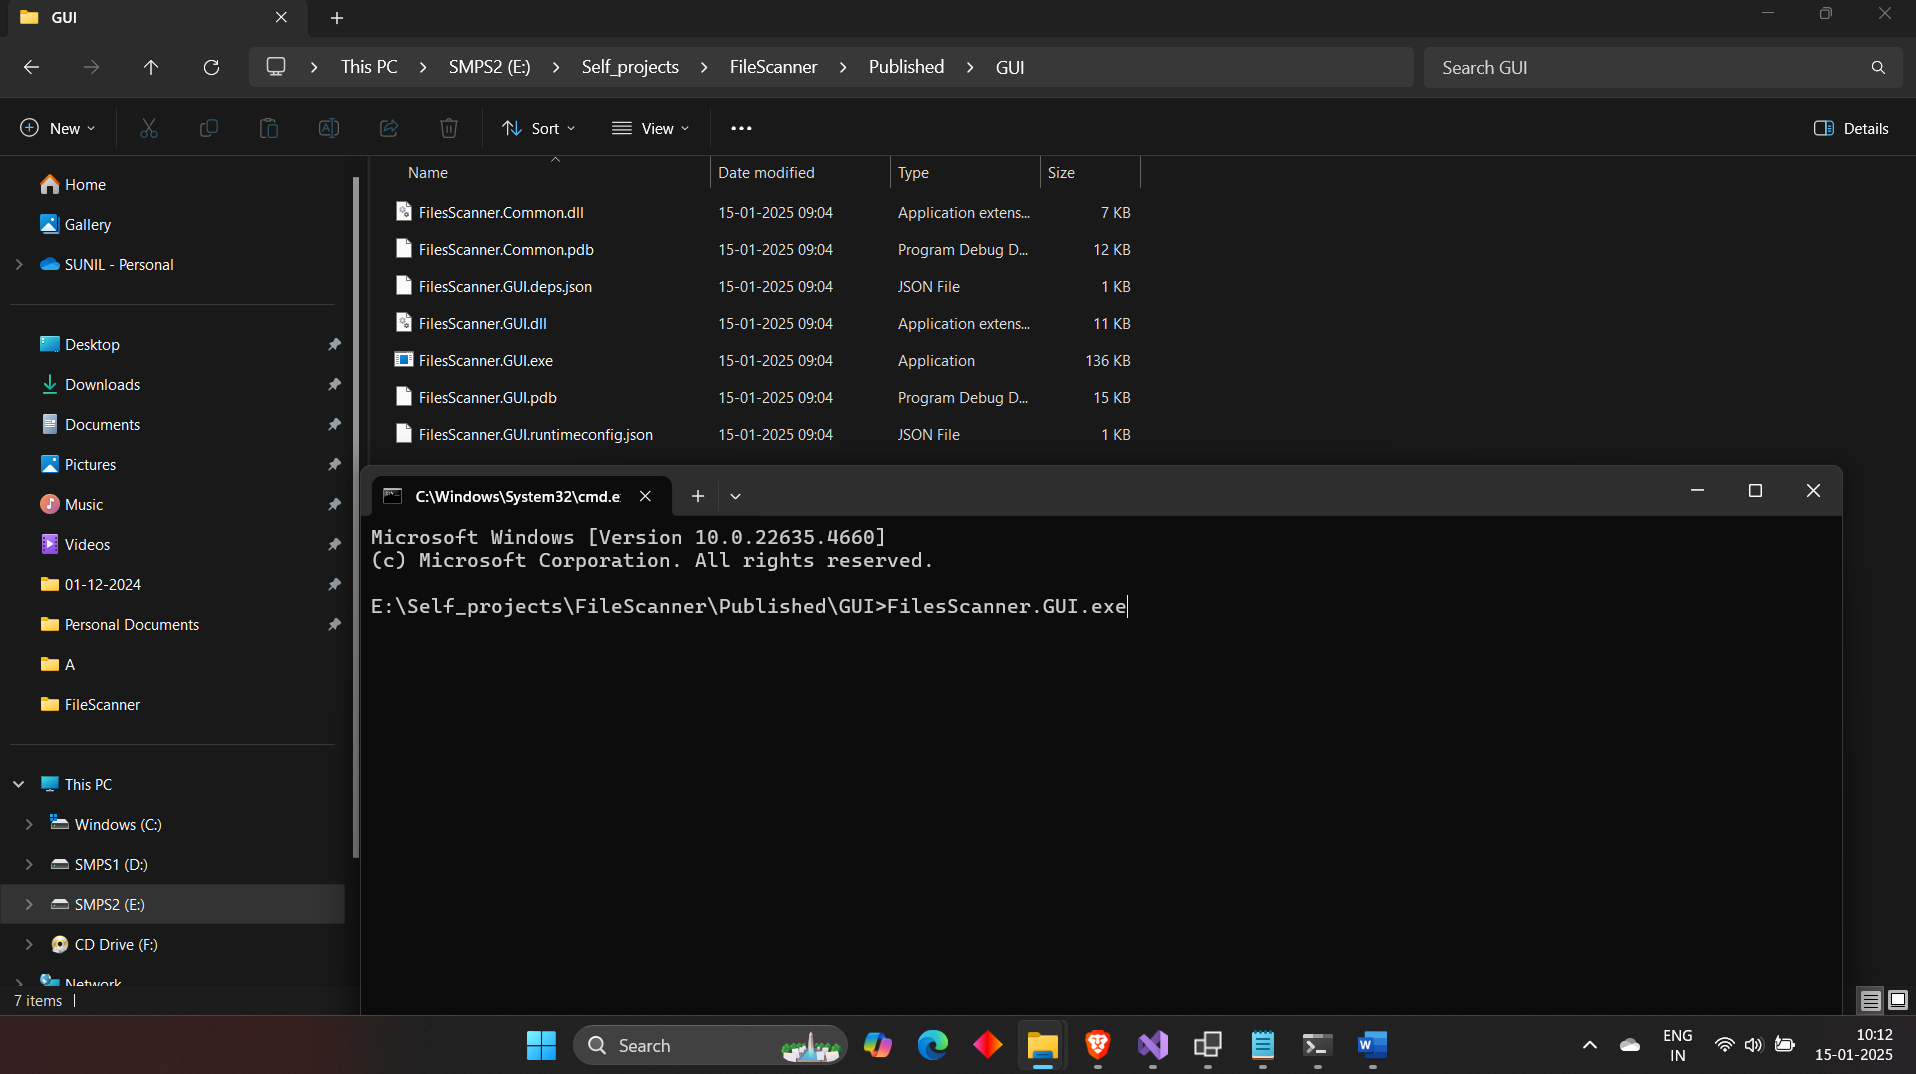 GUI
This PC > SMPS2 (E:) > Self_projects > FileScanner > Published > GUI
Search GUI
New
Sort
View
Details
Home
Gallery
SUNIL - Personal
Desktop
Downloads
Documents
Pictures
Music
Videos
01-12-2024
Personal Documents
A
FileScanner
This PC
Windows (C:)
SMPS1 (D:)
SMPS2 (E:)
CD Drive (F:)
Network
7 items
Name Date modified Type Size
FilesScanner.Common.dll 15-01-2025 09:04 Application extens... 7 KB
FilesScanner.Common.pdb 15-01-2025 09:04 Program Debug D... 12 KB
FilesScanner.GUI.deps.json 15-01-2025 09:04 JSON File 1 KB
FilesScanner.GUI.dll 15-01-2025 09:04 Application extens... 11 KB
FilesScanner.GUI.exe 15-01-2025 09:04 Application 136 KB
FilesScanner.GUI.pdb 15-01-2025 09:04 Program Debug D... 15 KB
FilesScanner.GUI.runtimeconfig.json 15-01-2025 09:04 JSON File 1 KB
C:\Windows\System32\cmd.e
Microsoft Windows [Version 10.0.22635.4660]
(c) Microsoft Corporation. All rights reserved.
E:\Self_projects\FileScanner\Published\GUI>FilesScanner.GUI.exe
Search
ENG
IN
10:12
15-01-2025